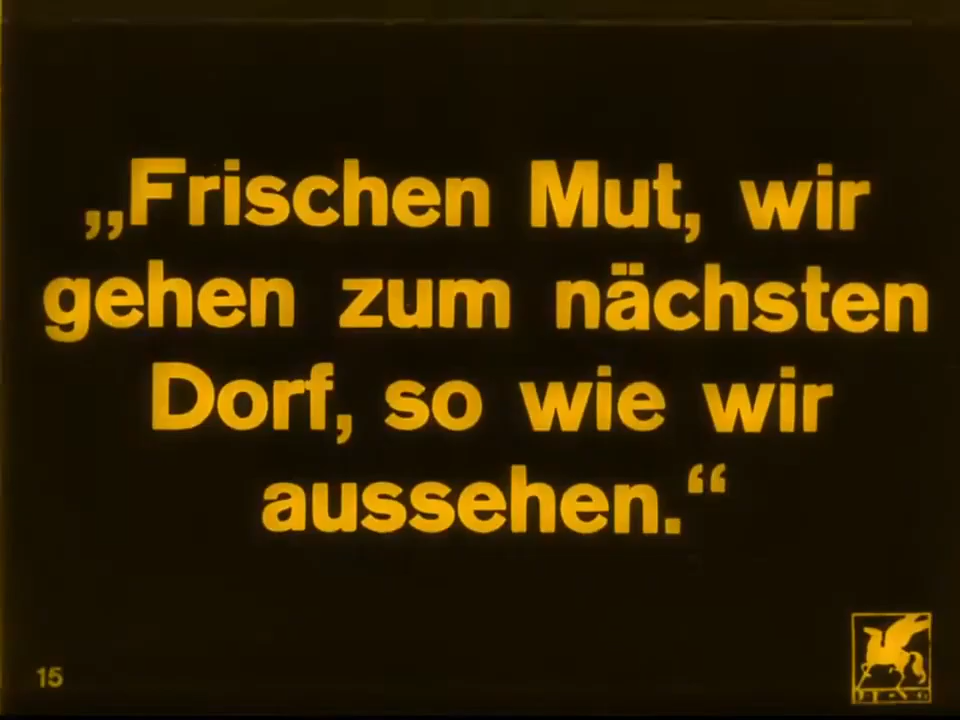 „Frischen Mut, wir
gehen zum nächsten
Dorf, so wie wir
aussehen.“
15